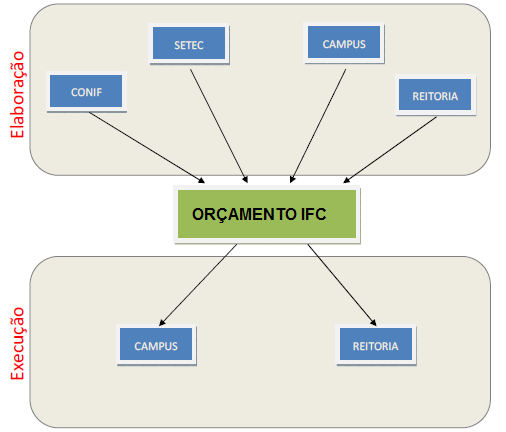 Elaboração
SETEC
CAMPUS
CONIF
REITORIA
ORÇAMENTO IFC
Execução
CAMPUS
REITORIA